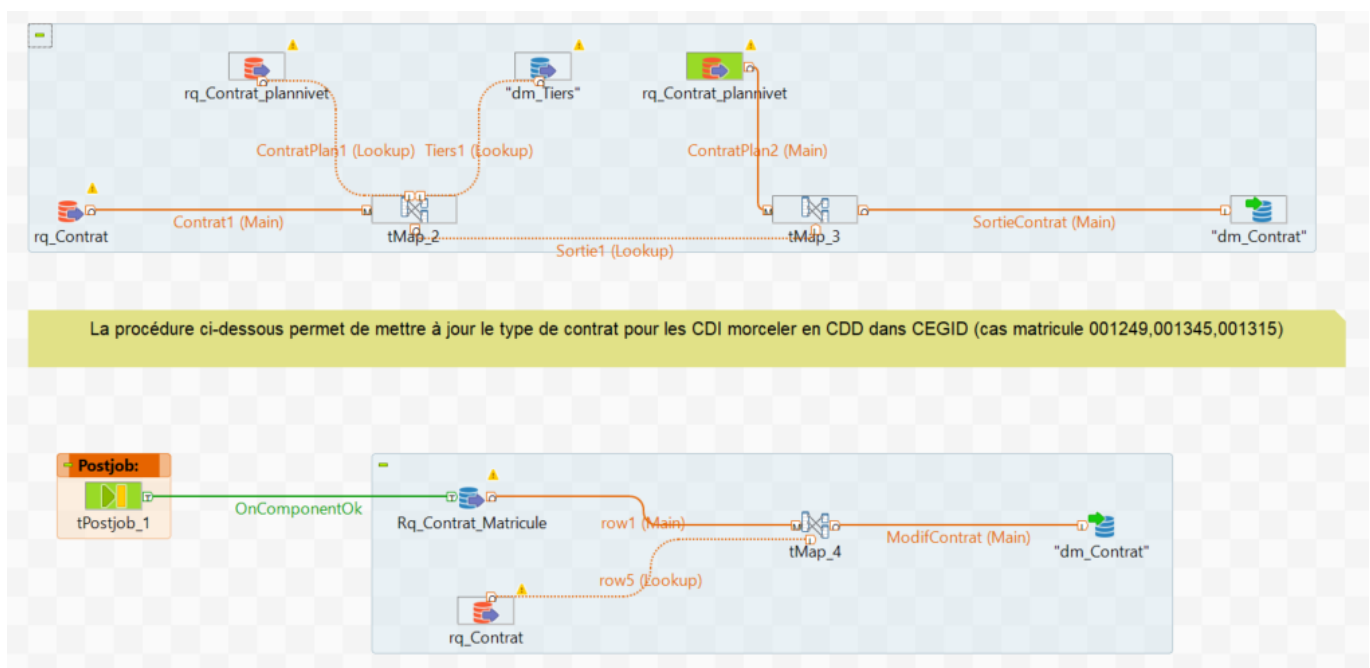 rq_Contrat_plannivet
"dm_Tiers"
rq_Contrat_plannivet
ContratPlan1 (Lookup)
Tiers1 (Lookup)
ContratPlan2 (Main)
rq_Contrat
Contrat1 (Main)
tMap_2
Sortie1 (Lookup)
tMap_3
SortieContrat (Main)
"dm_Contrat"
La procédure ci-dessous permet de mettre à jour le type de contrat pour les CDI morceler en CDD dans CEGID (cas matricule 001249,001345,001315)
Postjob:
tPostjob_1
OnComponentOk
Rq_Contrat_Matricule
row1 (Main)
tMap_4
ModifContrat (Main)
"dm_Contrat"
row5 (Lookup)
rq_Contrat